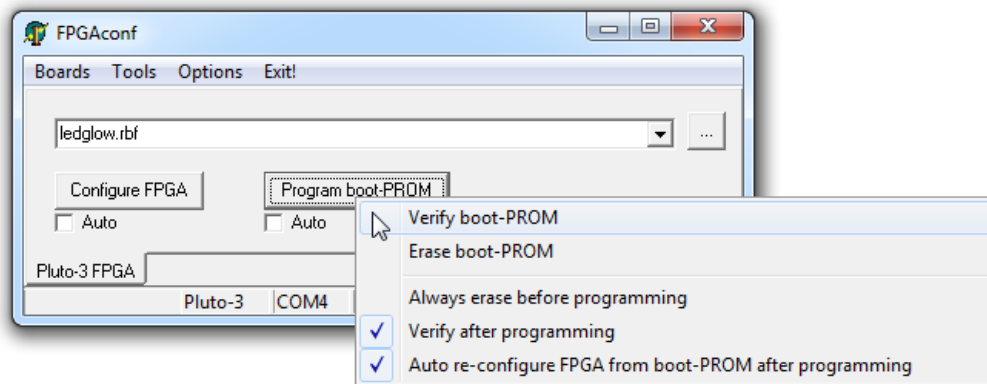 FPGAconf
Boards Tools Options Exit!
ledglow.rbf
...
Configure FPGA Program boot-PROM
Auto Auto
Verify boot-PROM
Erase boot-PROM
Pluto-3 FPGA
Always erase before programming
Pluto-3 COM4
Verify after programming
Auto re-configure FPGA from boot-PROM after programming